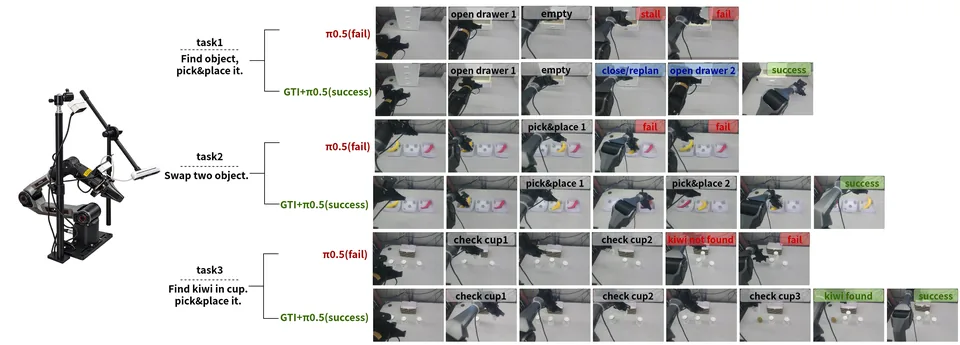 task1
Find object,
pick&place it.
π0.5(fail)
open drawer 1
empty
stall
fail
GTI+π0.5(success)
open drawer 1
empty
close/replan
open drawer 2
success
task2
Swap two object.
π0.5(fail)
pick&place 1
fail
fail
GTI+π0.5(success)
pick&place 1
pick&place 2
success
task3
Find kiwi in cup.
pick&place it.
π0.5(fail)
check cup1
check cup2
kiwi not found
fail
GTI+π0.5(success)
check cup1
check cup2
check cup3
kiwi found
success